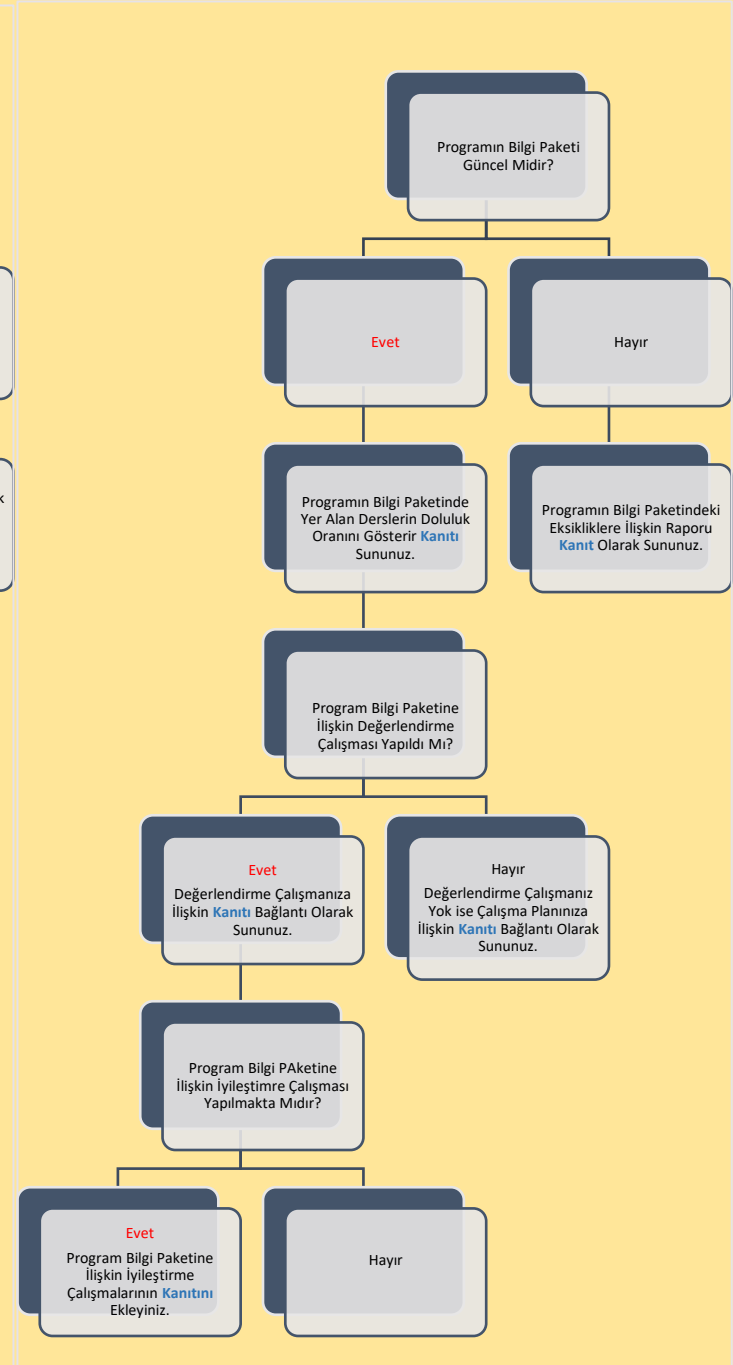 Programın Bilgi Paketi
Güncel Midir?
Evet
Hayır
Programın Bilgi Paketinde
Yer Alan Derslerin Doluluk
Oranını Gösterir Kanıtı
Sununuz.
Programın Bilgi Paketindeki
Eksikliklere İlişkin Raporu
Kanıt Olarak Sununuz.
k
Program Bilgi Paketine
İlişkin Değerlendirme
Çalışması Yapıldı Mı?
Evet
Değerlendirme Çalışmanıza
İlişkin Kanıtı Bağlantı Olarak
Sununuz.
Hayır
Değerlendirme Çalışmanız
Yok ise Çalışma Planınıza
İlişkin Kanıtı Bağlantı Olarak
Sununuz.
Program Bilgi PAketine
İlişkin İyileştimre Çalışması
Yapılmakta Mıdır?
Evet
Program Bilgi Paketine
İlişkin İyileştirme
Çalışmalarının Kanıtını
Ekleyiniz.
Hayır